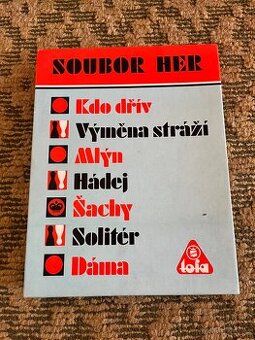 SOUBOR HER
Kdo dřív
Výměna stráží
Mlýn
Hádej
Šachy
Solitér
Dáma
tofa